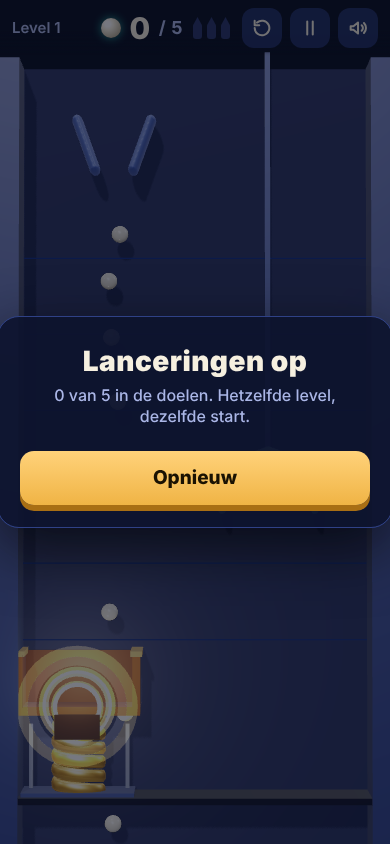 Level 1
0 / 5
Lanceringen op
0 van 5 in de doelen. Hetzelfde level,
dezelfde start.
Opnieuw